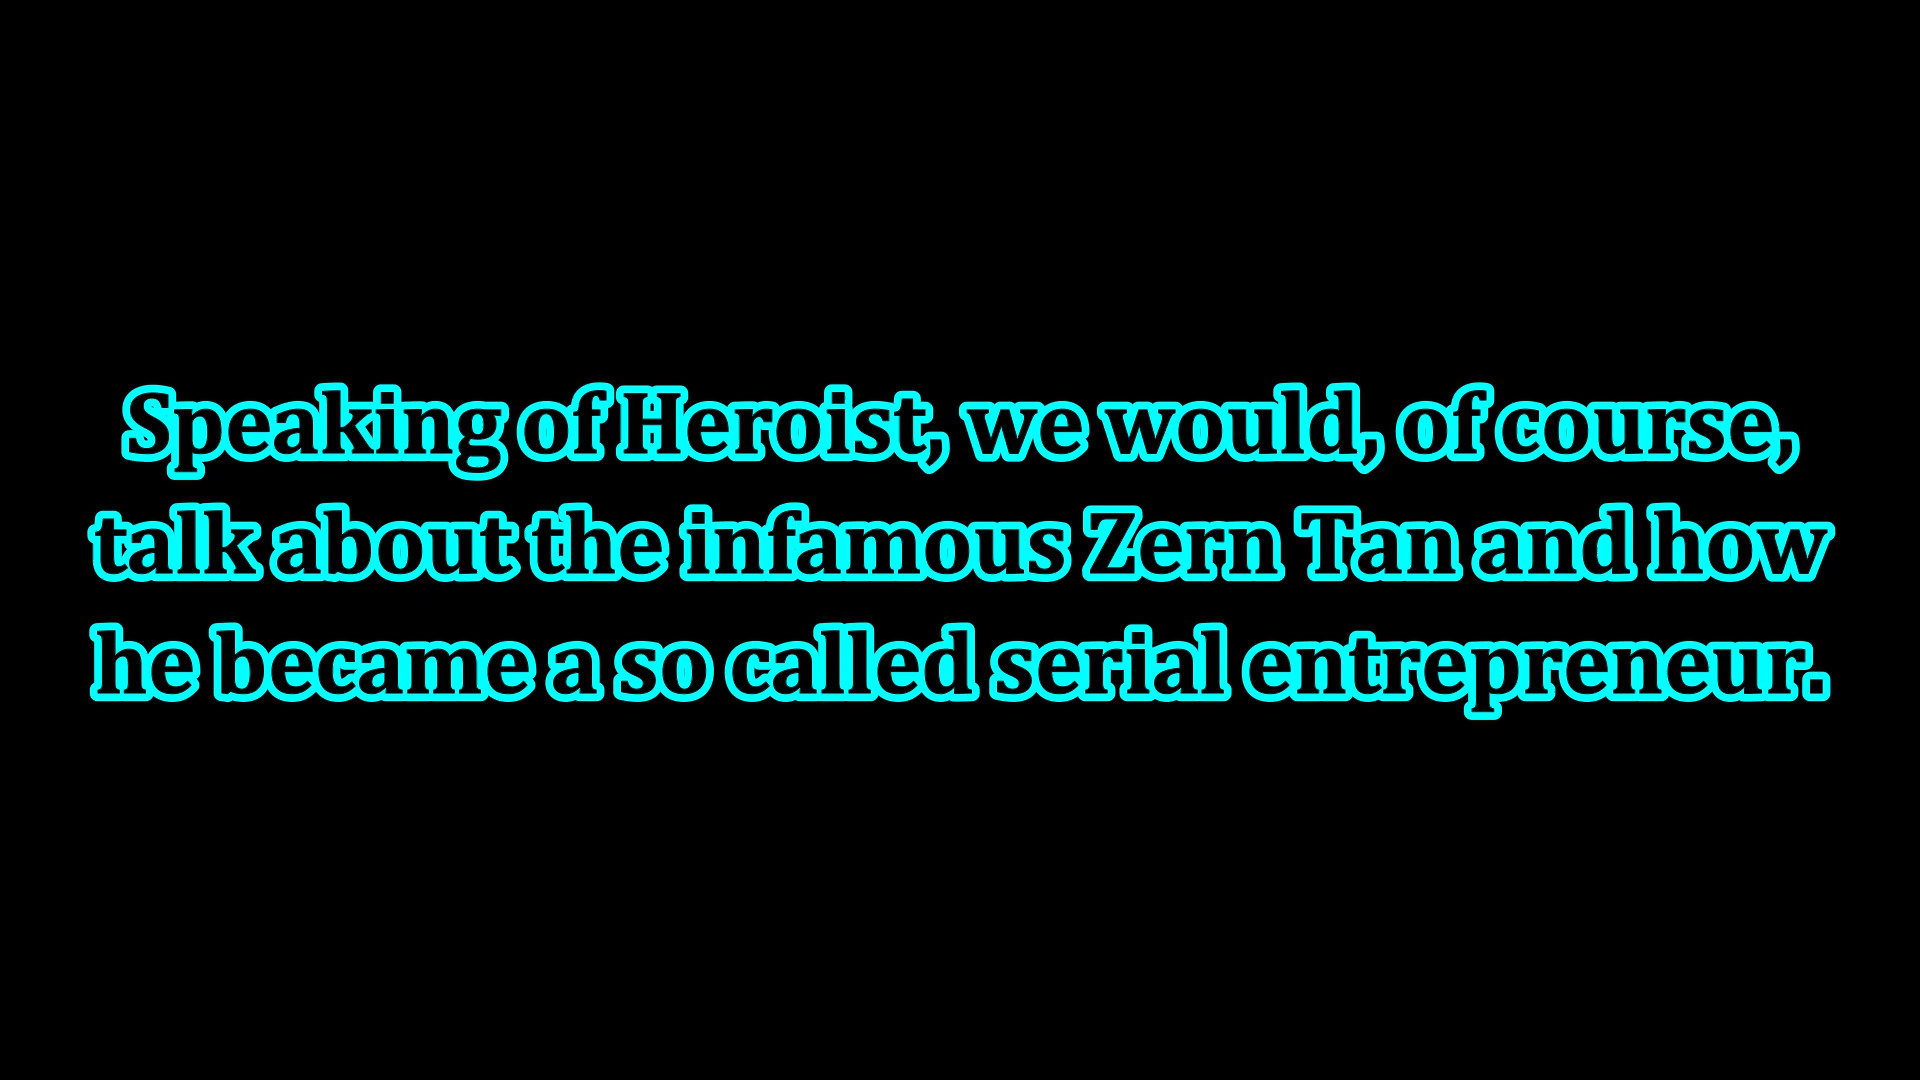 Speaking of Heroist, we would, of course,
talk about the infamous Zern Tan and how
he became a so called serial entrepreneur.